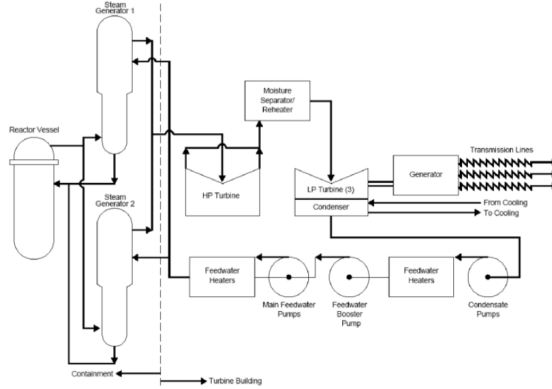 Steam
Generator 1
Moisture
Separator/
Reheater
Reactor Vessel
Transmission Lines
HP Turbine
LP Turbine (3)
Generator
Condenser
From Cooling
To Cooling
Steam
Generator 2
Feedwater
Heaters
Main Feedwater
Pumps
Feedwater
Booster
Pump
Feedwater
Heaters
Condensate
Pumps
Containment
Turbine Building